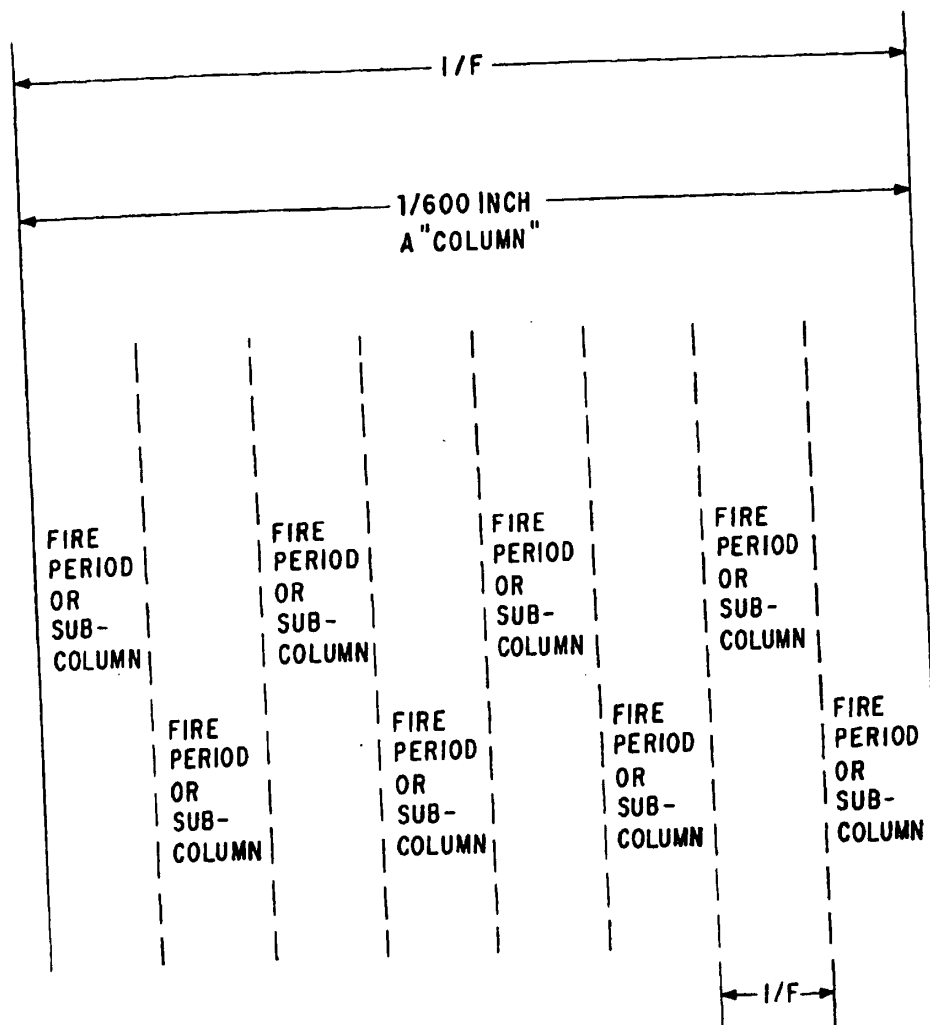 1/F
1/600 INCH
A "COLUMN"
FIRE
PERIOD
OR
SUB-
COLUMN
FIRE
PERIOD
OR
SUB-
COLUMN
FIRE
PERIOD
OR
SUB-
COLUMN
FIRE
PERIOD
OR
SUB-
COLUMN
FIRE
PERIOD
OR
SUB-
COLUMN
FIRE
PERIOD
OR
SUB-
COLUMN
FIRE
PERIOD
OR
SUB-
COLUMN
FIRE
PERIOD
OR
SUB-
COLUMN
1/F